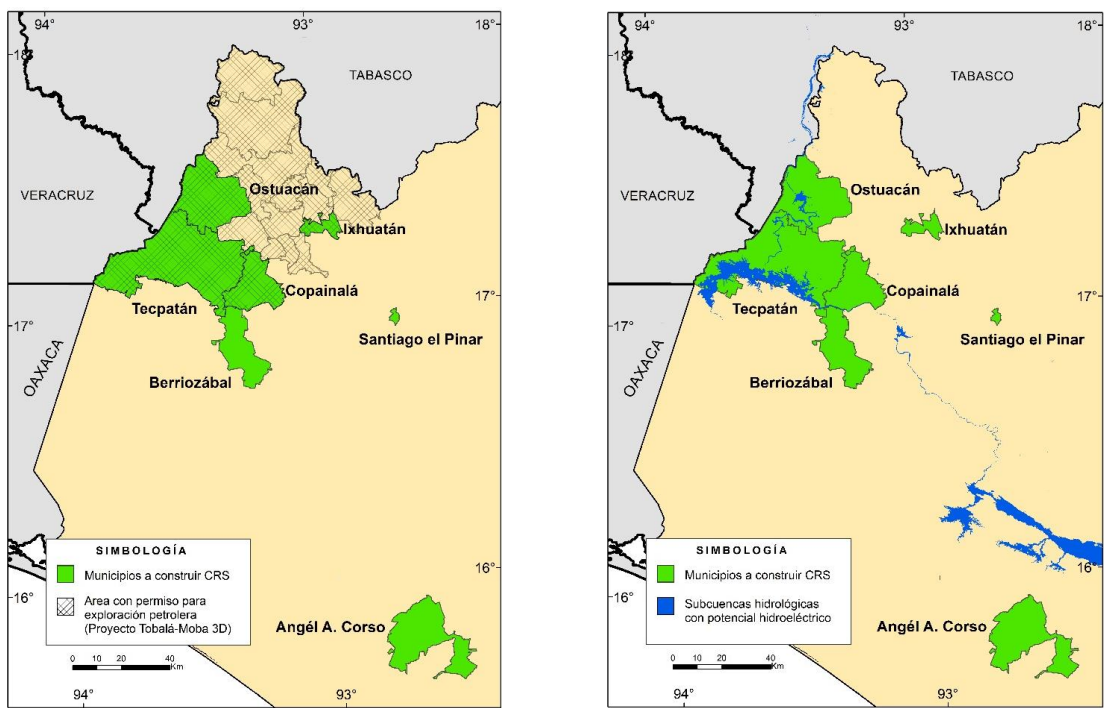 94°
93°
18°
18°
TABASCO
VERACRUZ
Ostuacán
Ixhuatán
Copainalá
Tecpatán
17°
17°
Santiago el Pinar
OAXACA
Berriozábal
SIMBOLOGÍA
Municipios a construir CRS
Area con permiso para
exploración petrolera
(Proyecto Tobalá-Moba 3D)
16°
16°
Angél A. Corso
0 10 20 40
Km
94°
93°
94°
93°
18°
18°
TABASCO
VERACRUZ
Ostuacán
Ixhuatán
Copainalá
Tecpatán
17°
17°
Santiago el Pinar
OAXACA
Berriozábal
SIMBOLOGÍA
Municipios a construir CRS
Subcuencas hidrológicas
con potencial hidroeléctrico
16°
16°
Angél A. Corso
0 10 20 40
Km
94°
93°